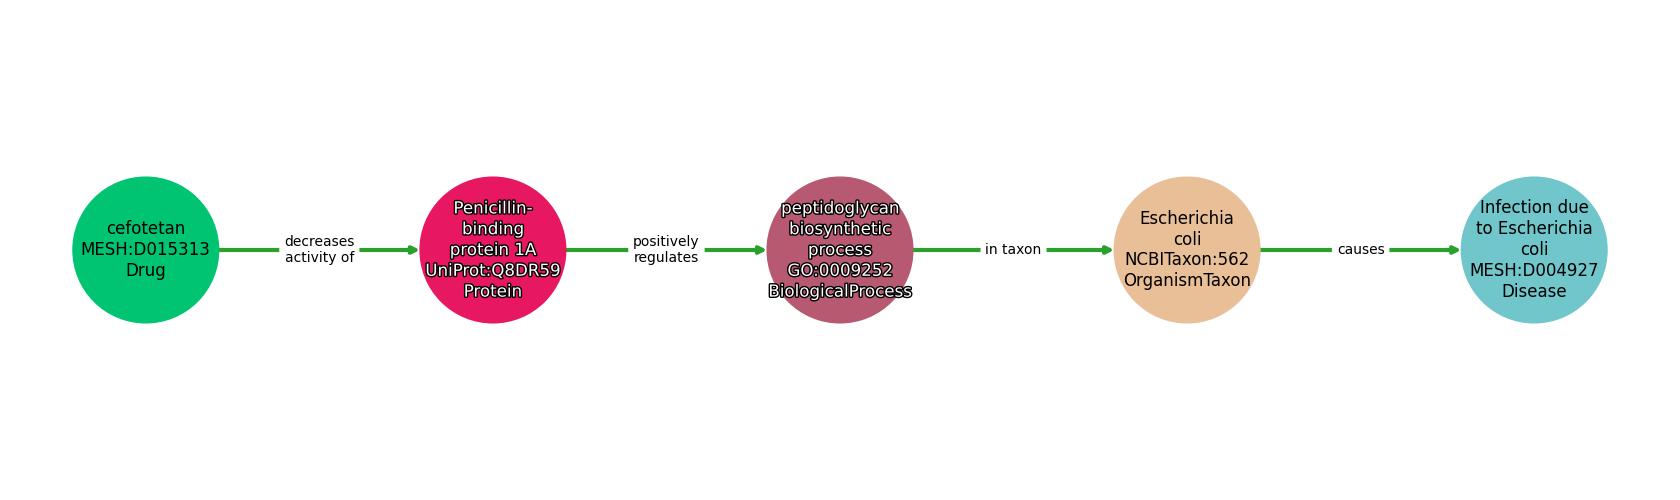 cefotetan
MESH:D015313
Drug
decreases
activity of
Penicillin-
binding
protein 1A
UniProt:Q8DR59
Protein
positively
regulates
peptidoglycan
biosynthetic
process
GO:0009252
BiologicalProcess
in taxon
Escherichia
coli
NCBITaxon:562
OrganismTaxon
causes
Infection due
to Escherichia
coli
MESH:D004927
Disease